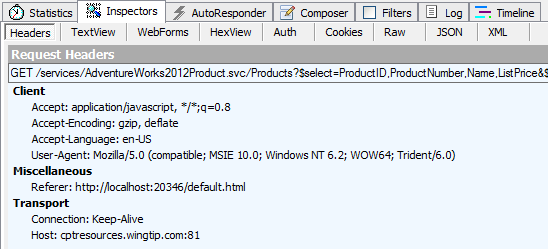 Statistics Inspectors AutoResponder Composer Filters Log Timeline
Headers TextView WebForms HexView Auth Cookies Raw JSON XML
Request Headers
GET /services/AdventureWorks2012Product.svc/Products?$select=ProductID,ProductNumber,Name,ListPrice&$
Client
Accept: application/javascript, */*;q=0.8
Accept-Encoding: gzip, deflate
Accept-Language: en-US
User-Agent: Mozilla/5.0 (compatible; MSIE 10.0; Windows NT 6.2; WOW64; Trident/6.0)
Miscellaneous
Referer: http://localhost:20346/default.html
Transport
Connection: Keep-Alive
Host: cptresources.wingtip.com:81